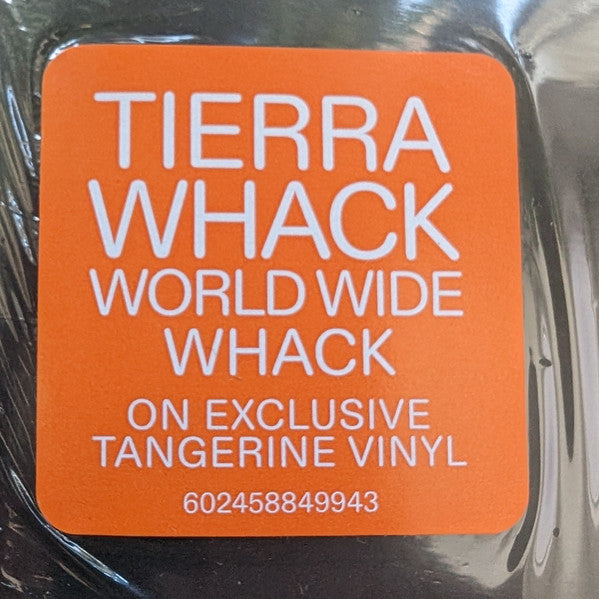 TIERRA
WHACK
WORLD WIDE
WHACK
ON EXCLUSIVE
TANGERINE VINYL
602458849943